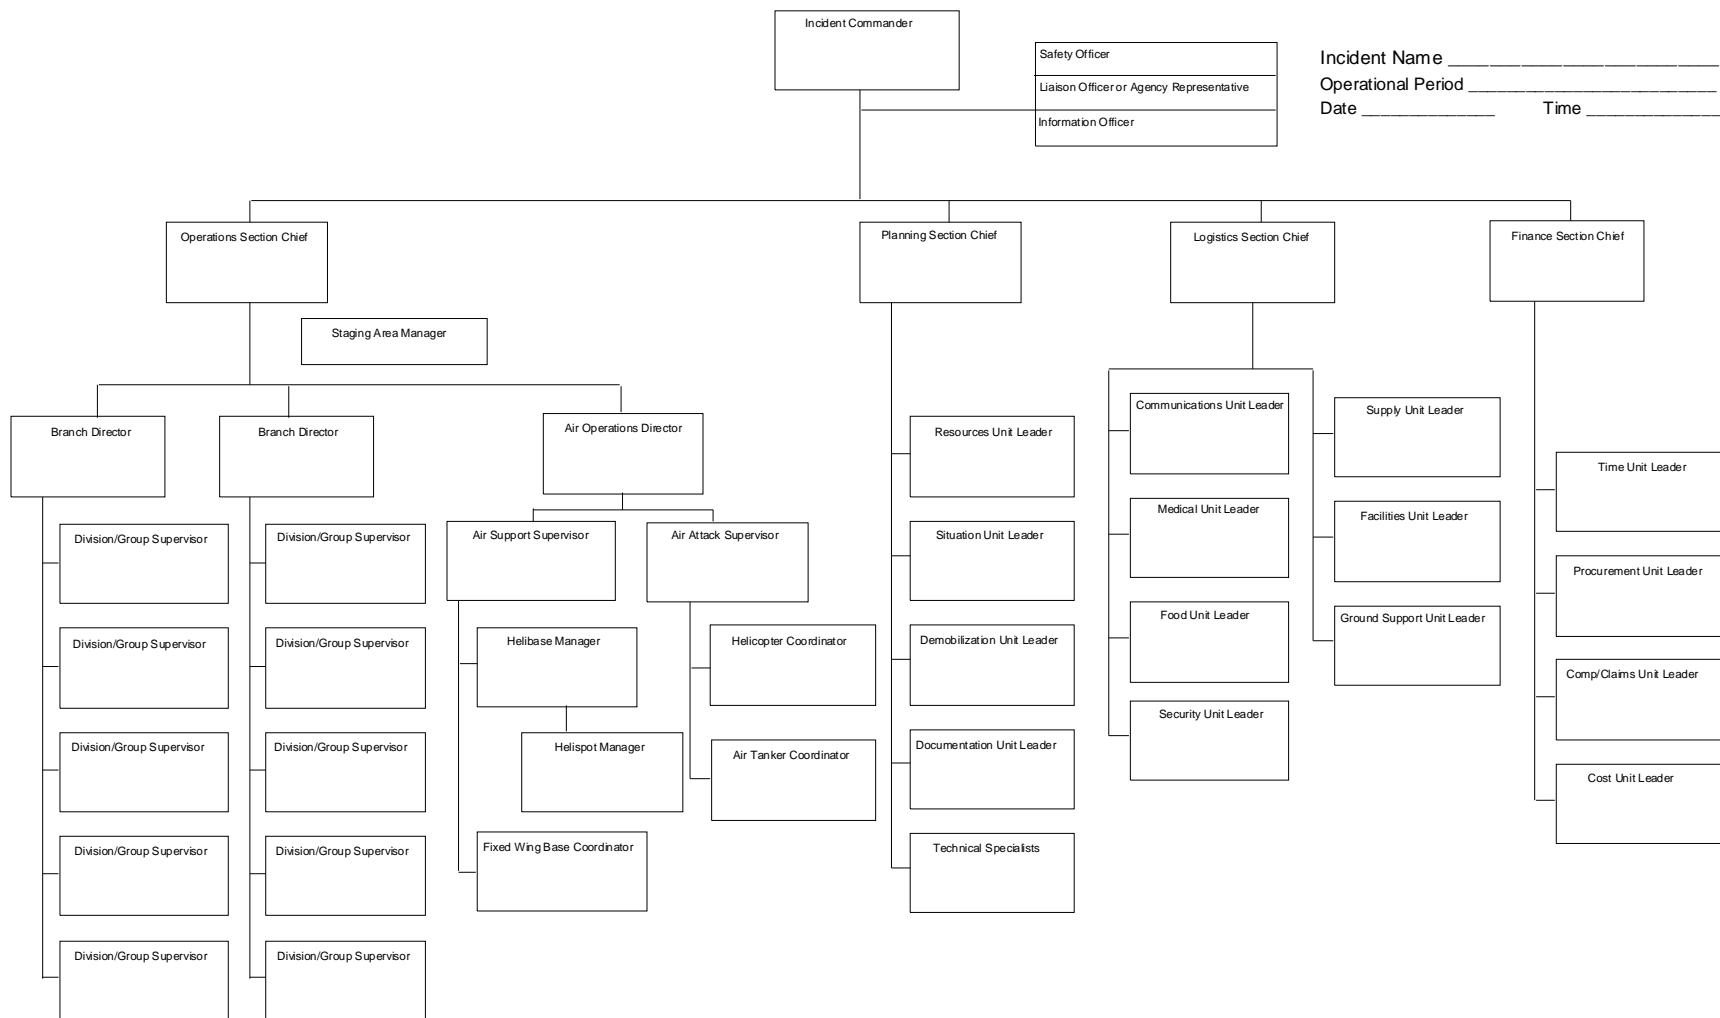 Incident Commander
Safety Officer
Liaison Officer or Agency Representative
Information Officer
Incident Name ____________________________
Operational Period __________________________
Date ______________ Time ______________
Operations Section Chief
Planning Section Chief
Logistics Section Chief
Finance Section Chief
Staging Area Manager
Branch Director
Branch Director
Air Operations Director
Division/Group Supervisor
Division/Group Supervisor
Division/Group Supervisor
Division/Group Supervisor
Division/Group Supervisor
Division/Group Supervisor
Division/Group Supervisor
Division/Group Supervisor
Division/Group Supervisor
Division/Group Supervisor
Air Support Supervisor
Air Attack Supervisor
Helibase Manager
Helispot Manager
Fixed Wing Base Coordinator
Helicopter Coordinator
Air Tanker Coordinator
Resources Unit Leader
Situation Unit Leader
Demobilization Unit Leader
Documentation Unit Leader
Technical Specialists
Communications Unit Leader
Medical Unit Leader
Food Unit Leader
Security Unit Leader
Supply Unit Leader
Facilities Unit Leader
Ground Support Unit Leader
Time Unit Leader
Procurement Unit Leader
Comp/Claims Unit Leader
Cost Unit Leader